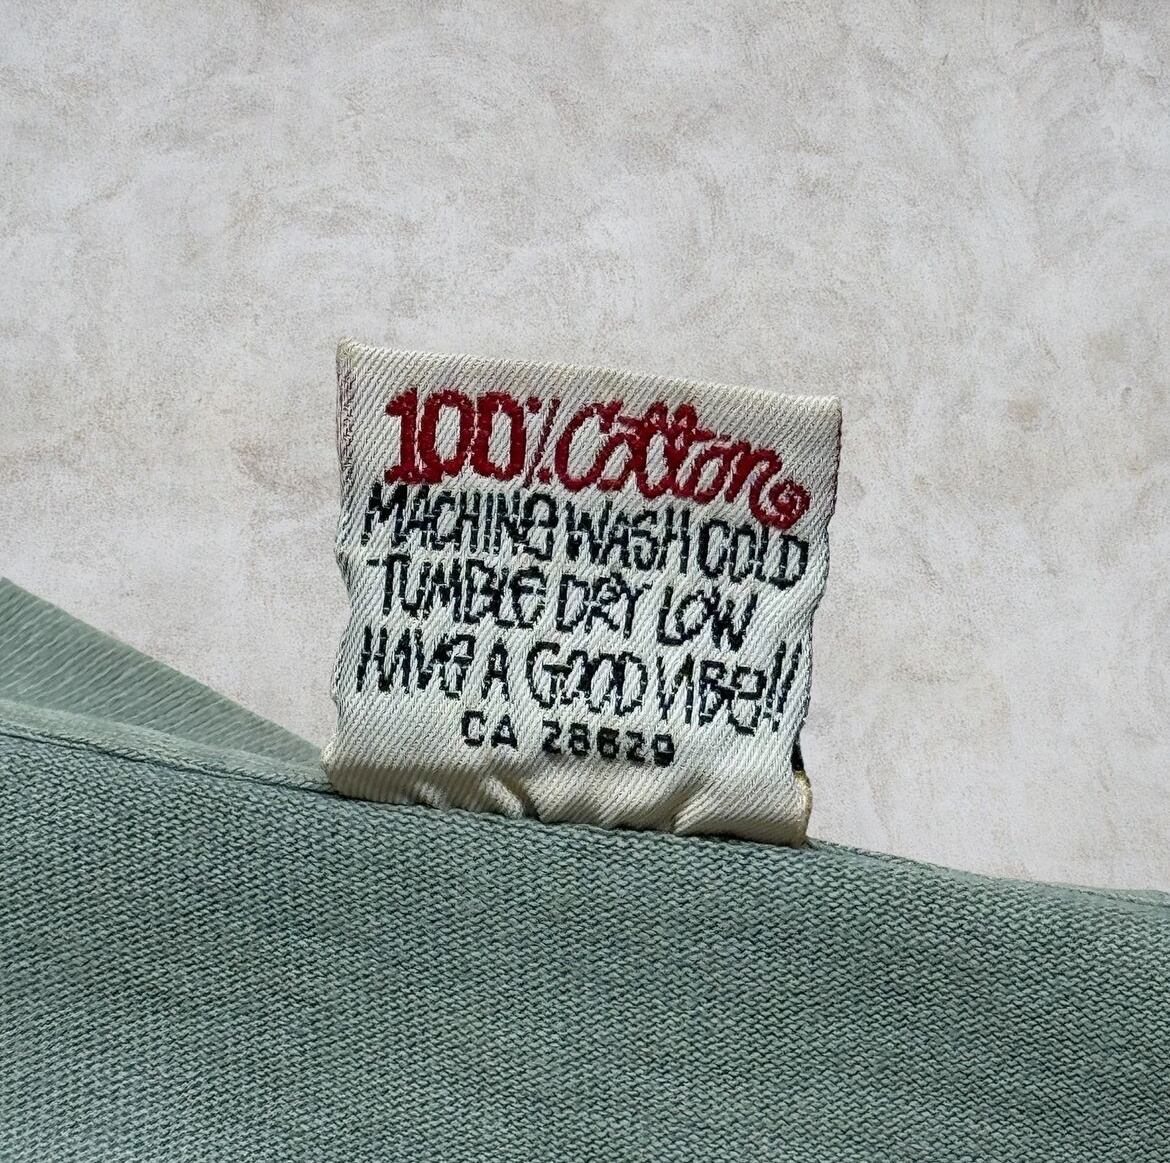 100% Cotton
MACHINE WASH COLD
TUMBLE DRY LOW
HAVE A GOOD VIBE!!
CA 28629